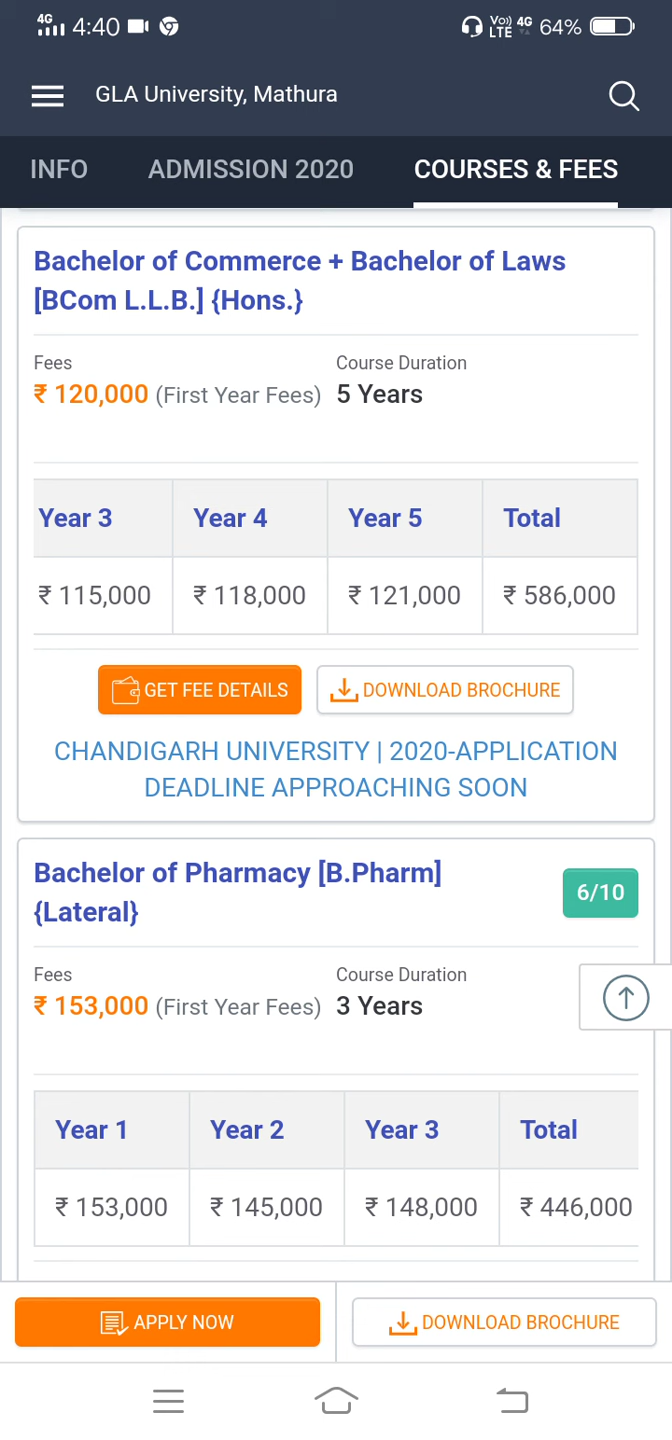 4G 4:40 Vo)) LTE 4G 64%
GLA University, Mathura
INFO ADMISSION 2020 COURSES & FEES
Bachelor of Commerce + Bachelor of Laws
[BCom L.L.B.] {Hons.}
Fees Course Duration
₹ 120,000 (First Year Fees) 5 Years
Year 3 Year 4 Year 5 Total
₹ 115,000 ₹ 118,000 ₹ 121,000 ₹ 586,000
GET FEE DETAILS DOWNLOAD BROCHURE
CHANDIGARH UNIVERSITY | 2020-APPLICATION
DEADLINE APPROACHING SOON
Bachelor of Pharmacy [B.Pharm]
{Lateral}
6/10
Fees Course Duration
₹ 153,000 (First Year Fees) 3 Years
Year 1 Year 2 Year 3 Total
₹ 153,000 ₹ 145,000 ₹ 148,000 ₹ 446,000
APPLY NOW DOWNLOAD BROCHURE